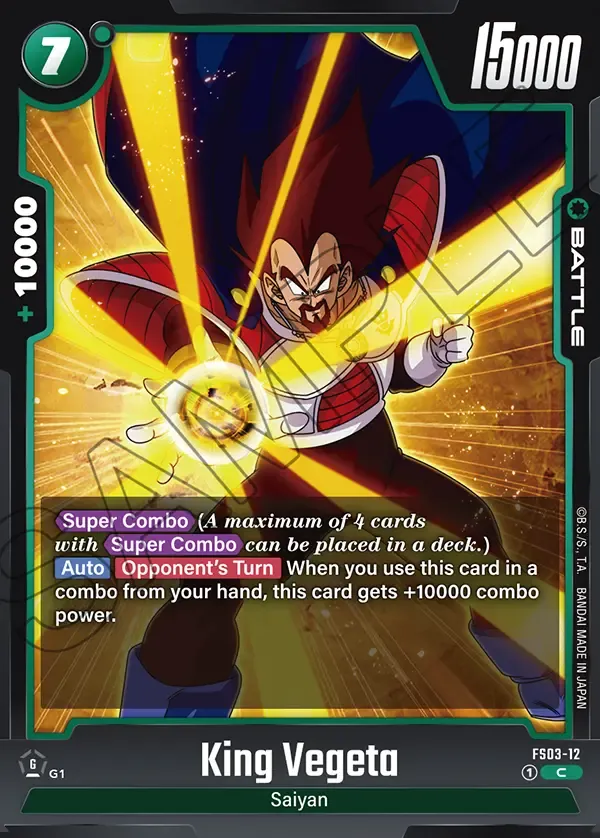 7
15000
+10000
BATTLE
SAMPLE
Super Combo (A maximum of 4 cards
with Super Combo can be placed in a deck.)
Auto Opponent's Turn When you use this card in a
combo from your hand, this card gets +10000 combo
power.
©B.S./S., T.A. BANDAI MADE IN JAPAN
King Vegeta
FS03-12
G G1
1 C
Saiyan